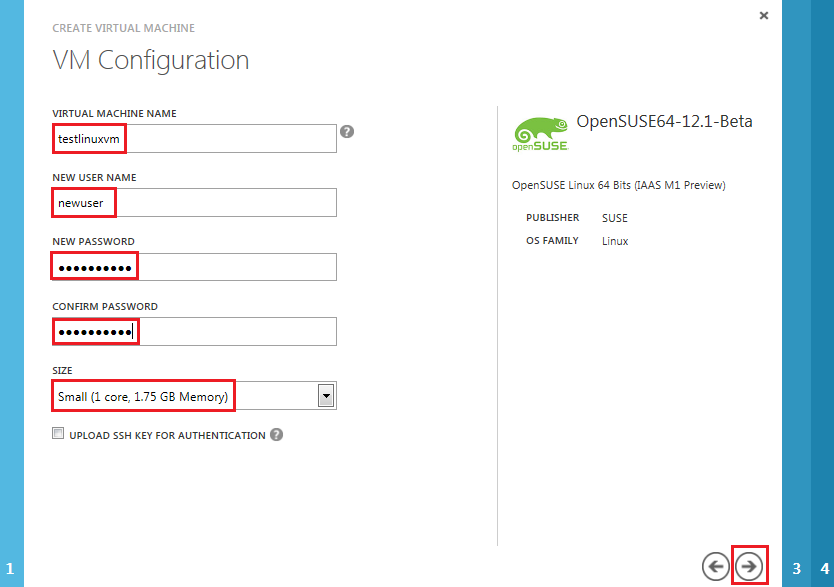 CREATE VIRTUAL MACHINE
VM Configuration
VIRTUAL MACHINE NAME
testlinuxvm
?
NEW USER NAME
newuser
NEW PASSWORD
●●●●●●●●●●
CONFIRM PASSWORD
●●●●●●●●●●
SIZE
Small (1 core, 1.75 GB Memory)
UPLOAD SSH KEY FOR AUTHENTICATION ?
openSUSE
OpenSUSE64-12.1-Beta
OpenSUSE Linux 64 Bits (IAAS M1 Preview)
PUBLISHER SUSE
OS FAMILY Linux
1
3 4